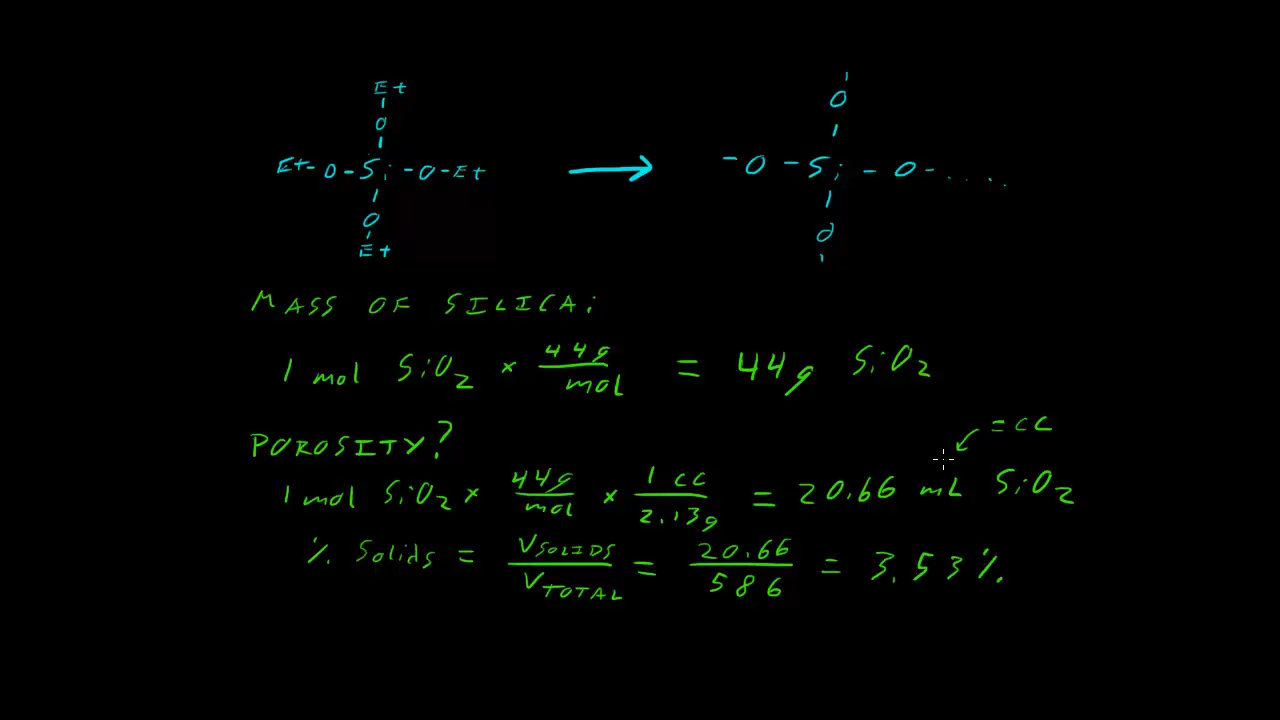 Et
O
Et-O-Si-O-Et
O
Et
O
-O-Si-O-....
O
MASS OF SILICA:
1 mol SiO2 × 44g/mol = 44g SiO2
POROSITY?
=CC
1 mol SiO2 × 44g/mol × 1 CC/2.13g = 20.66 mL SiO2
% Solids = VSOLIDS/VTOTAL = 20.66/586 = 3.53%